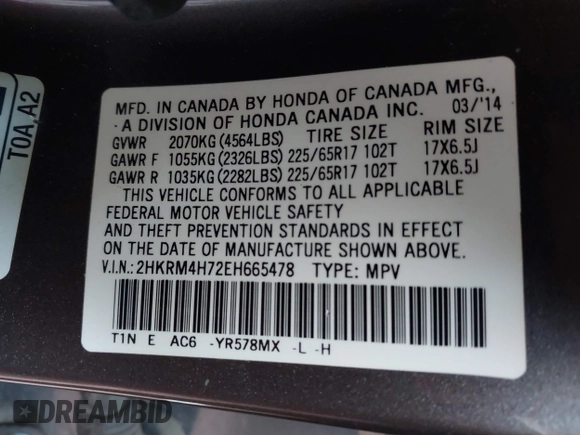 MFD. IN CANADA BY HONDA OF CANADA MFG.,
A DIVISION OF HONDA CANADA INC. 03/'14
GVWR 2070KG (4564LBS) TIRE SIZE RIM SIZE
GAWR F 1055KG (2326LBS) 225/65R17 102T 17X6.5J
GAWR R 1035KG (2282LBS) 225/65R17 102T 17X6.5J
THIS VEHICLE CONFORMS TO ALL APPLICABLE
FEDERAL MOTOR VEHICLE SAFETY
AND THEFT PREVENTION STANDARDS IN EFFECT
ON THE DATE OF MANUFACTURE SHOWN ABOVE.
V.I.N.: 2HKRM4H72EH665478 TYPE: MPV
T1N E AC6 -YR578MX -L -H
T0A,A2
DREAMBID